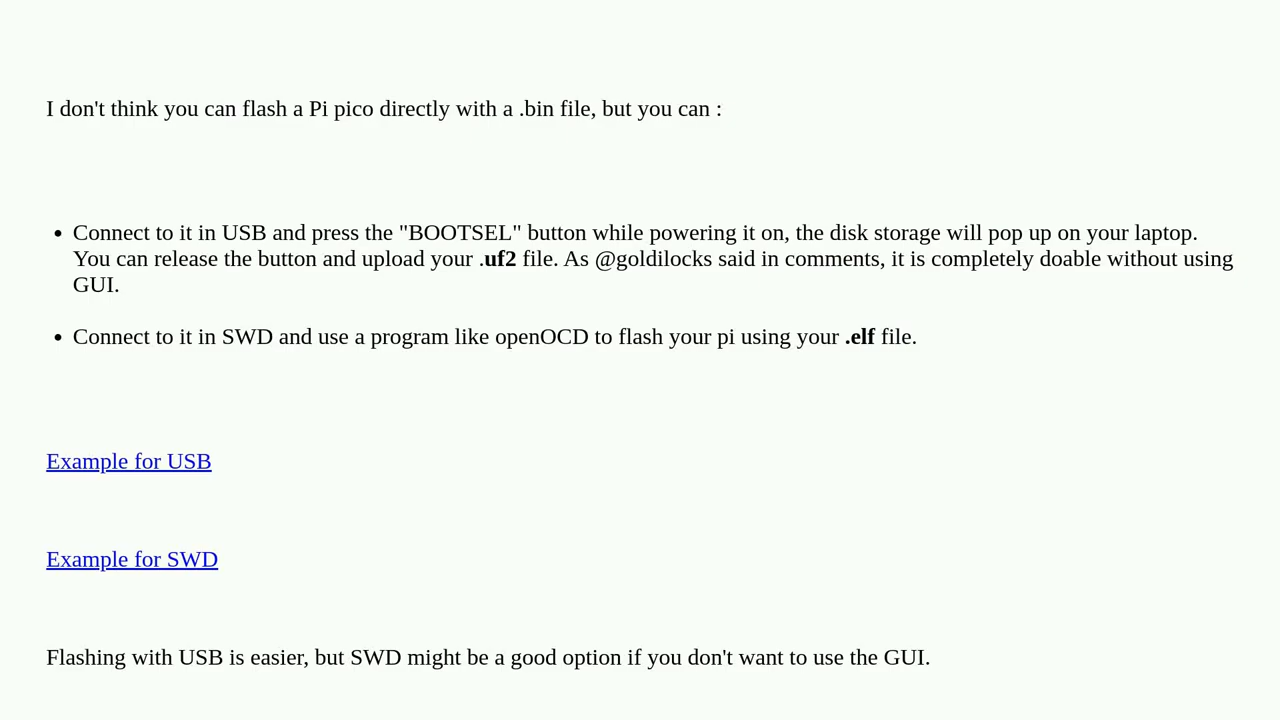 I don't think you can flash a Pi pico directly with a .bin file, but you can :
• Connect to it in USB and press the "BOOTSEL" button while powering it on, the disk storage will pop up on your laptop.
You can release the button and upload your .uf2 file. As @goldilocks said in comments, it is completely doable without using
GUI.
• Connect to it in SWD and use a program like openOCD to flash your pi using your .elf file.
Example for USB
Example for SWD
Flashing with USB is easier, but SWD might be a good option if you don't want to use the GUI.